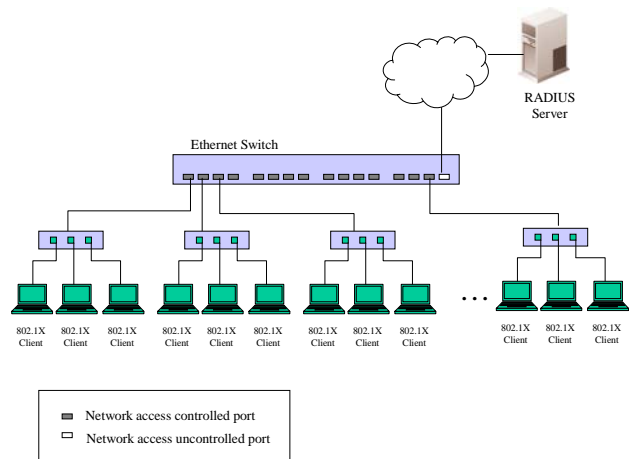 RADIUS
Server
Ethernet Switch
802.1X 802.1X 802.1X 802.1X 802.1X 802.1X 802.1X 802.1X 802.1X ... 802.1X 802.1X 802.1X
Client Client Client Client Client Client Client Client Client Client Client Client
Network access controlled port
Network access uncontrolled port